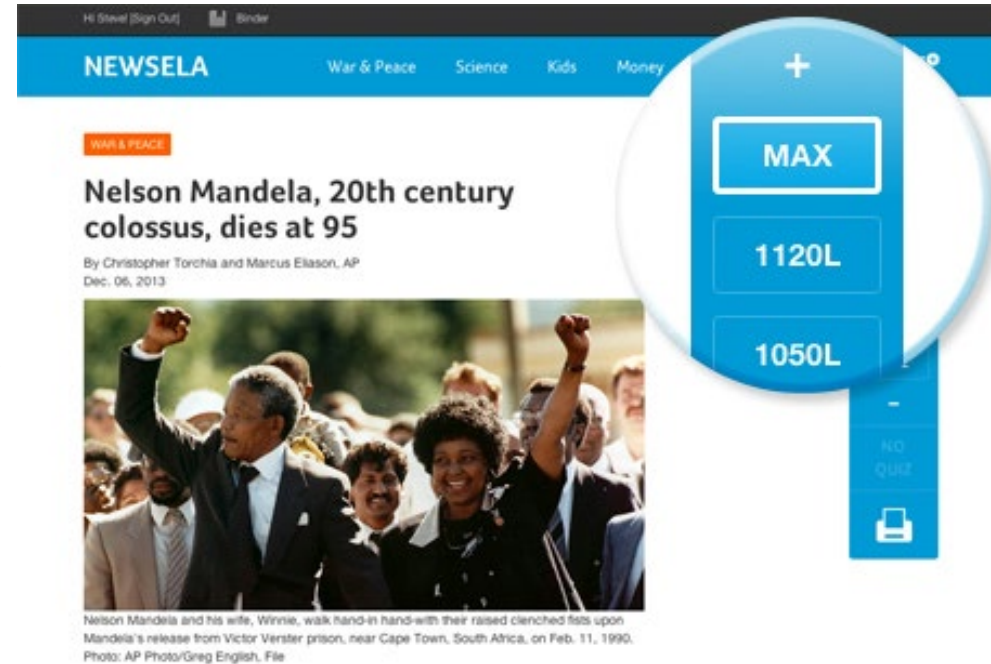 Hi Steve! [Sign Out] Binder
NEWSELA War & Peace Science Kids Money
WAR & PEACE
Nelson Mandela, 20th century
colossus, dies at 95
By Christopher Torchia and Marcus Eliason, AP
Dec. 06, 2013
+
MAX
1120L
1050L
-
NO
QUIZ
Nelson Mandela and his wife, Winnie, walk hand-in hand-with their raised clenched fists upon
Mandela's release from Victor Verster prison, near Cape Town, South Africa, on Feb. 11, 1990.
Photo: AP Photo/Greg English, File